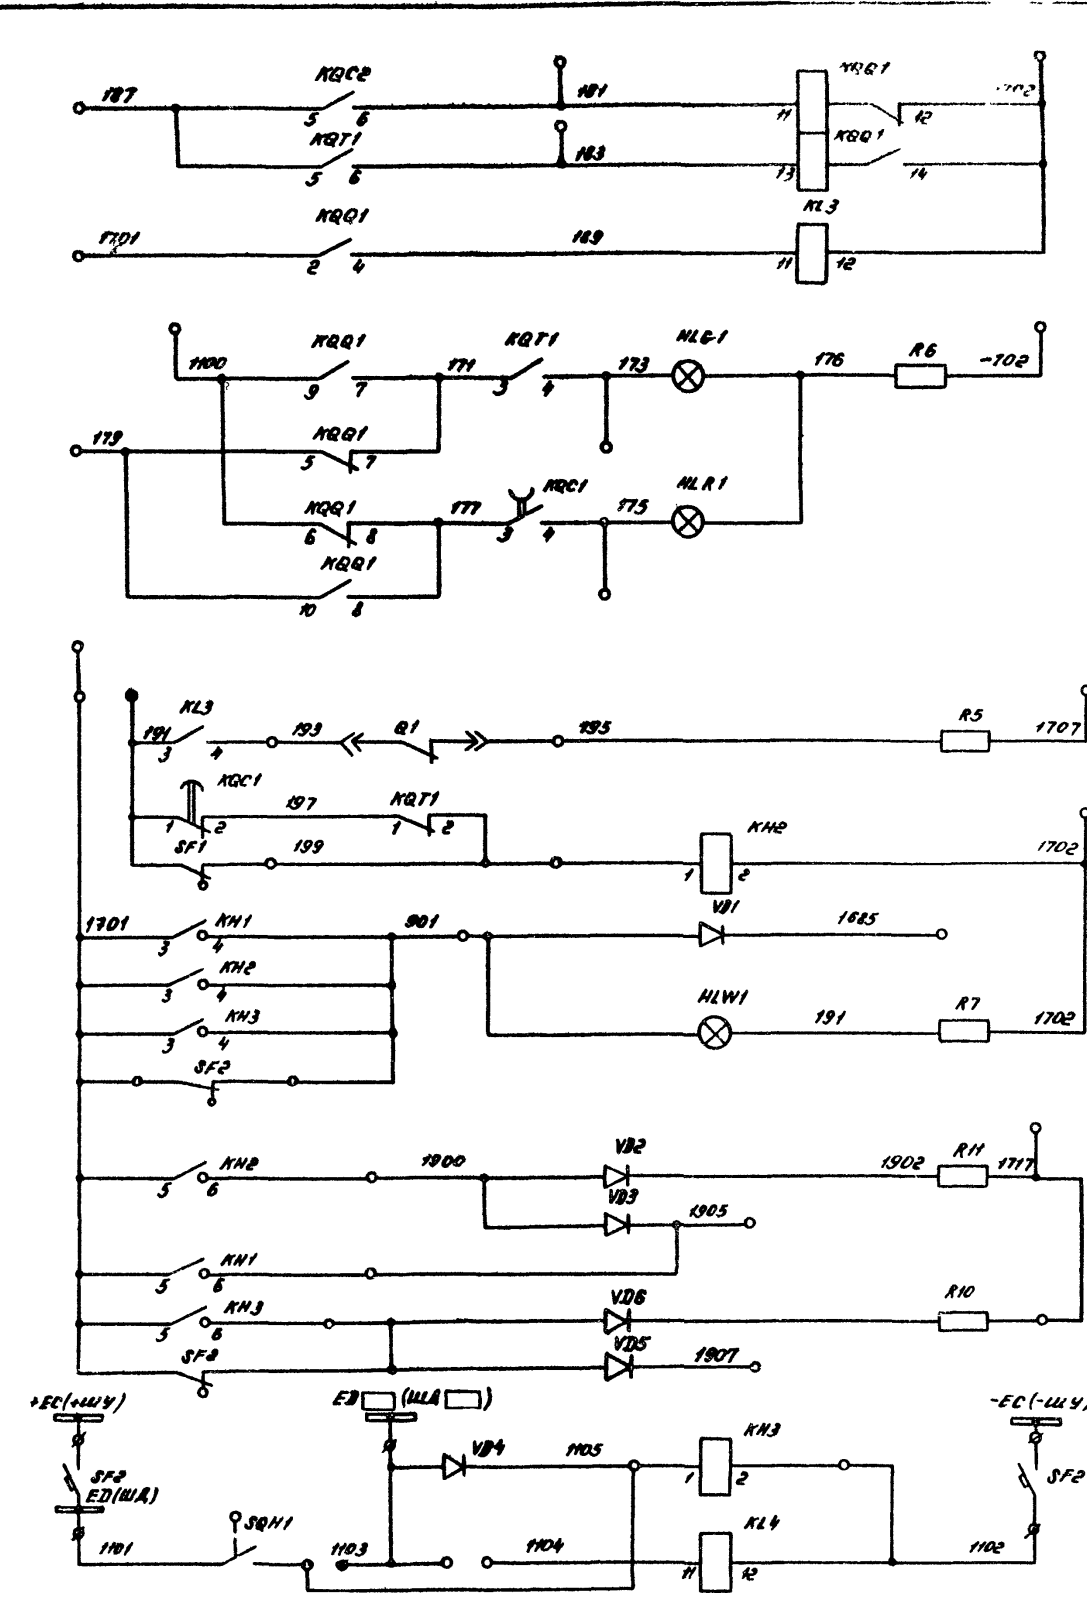 KQC2
187 5 6 181 11 12
KQT1 KQQ1
5 6 183 13 14
KQQ1 KL3
1701 2 4 189 11 12
KQQ1 KQT1 HLG1 R6
1100 9 7 171 3 4 173 176 -702
KQQ1
179 5 7
KQQ1 KQC1 HLR1
6 8 177 3 4 175
KQQ1
10 8
KL3 Q1 R5
191 3 4 193 195 1707
KQC1 KQT1
1 2 197 1 2
SF1 KH2
199 1 2 1702
VD1
1701 KH1 901 1685
3 4
KH2
3 4
HLW1 R7
KH3 191 1702
3 4
SF2
VD2
KH2 1900 1902 R11 1717
5 6
VD3
1905
KH1
5 6
KH3 VD6 R10
5 6
SF2 VD5
1907
+EC(+ШУ) ED (ШД ) -EC(-ШУ)
VD4 1105 KH3
1 2
SF2 SF2
ED(ШД)
SQH1 KL4
1101 1103 1104 11 12 1102